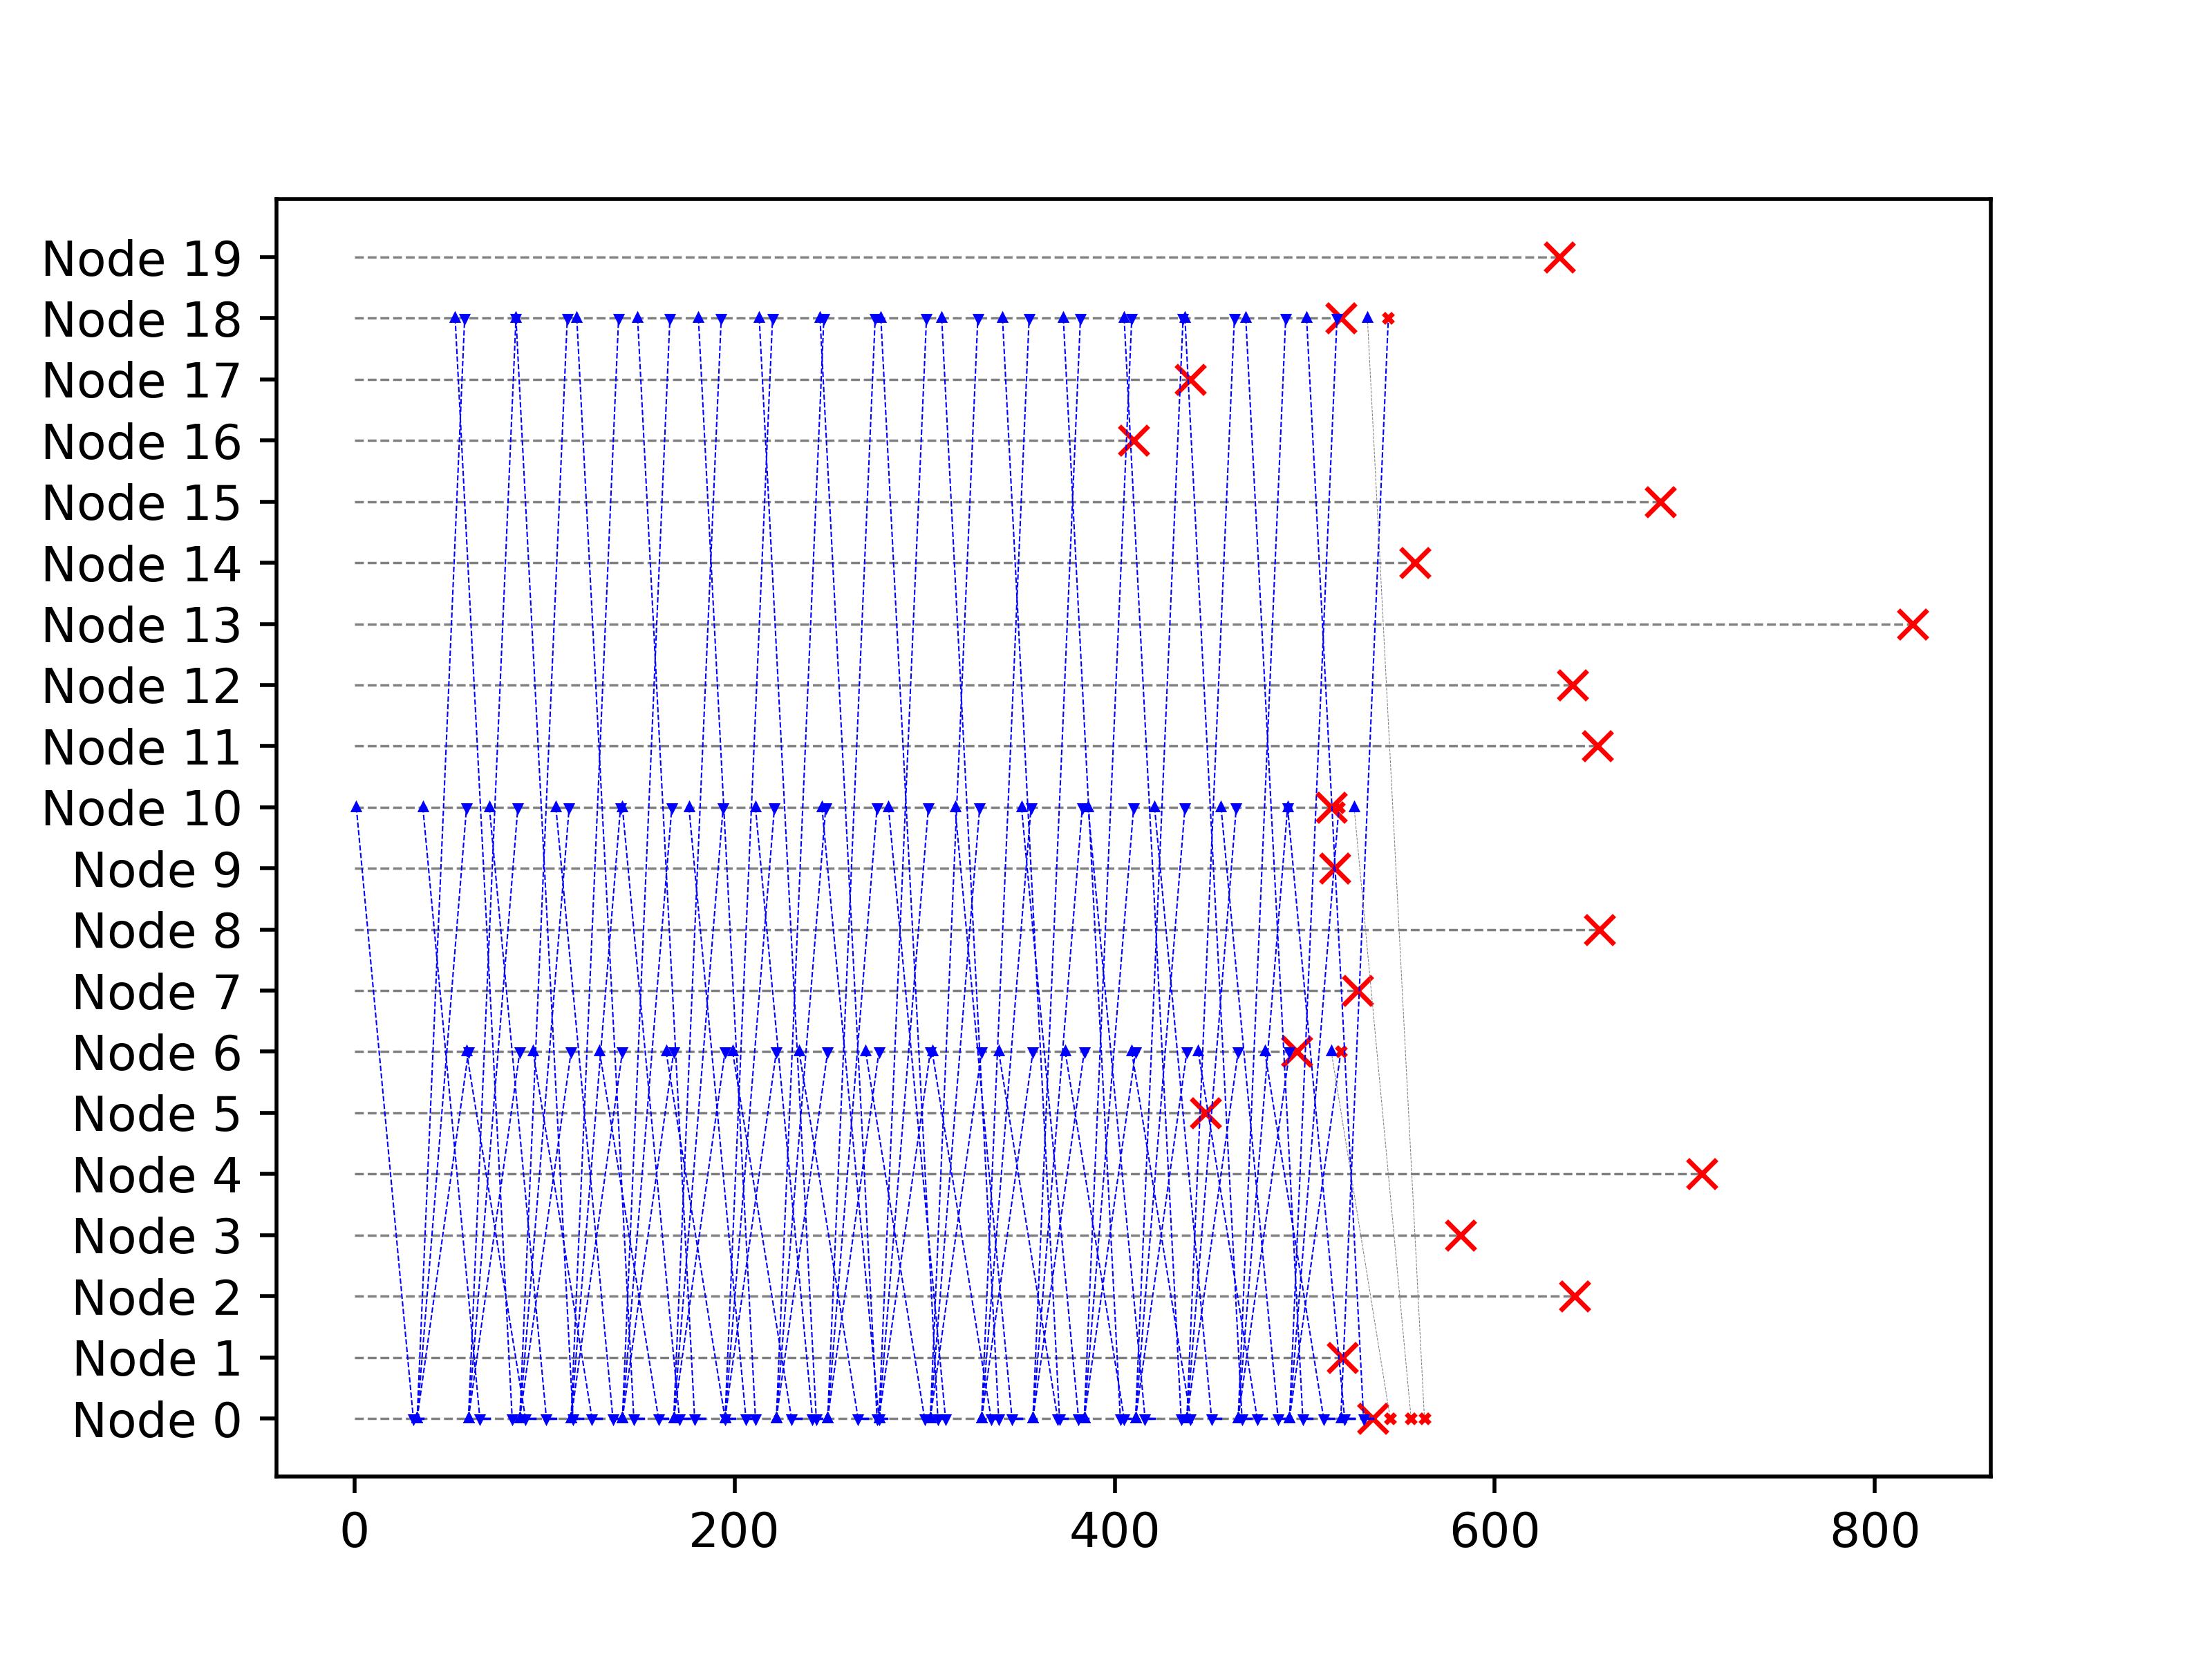 Node 19
Node 18
Node 17
Node 16
Node 15
Node 14
Node 13
Node 12
Node 11
Node 10
Node 9
Node 8
Node 7
Node 6
Node 5
Node 4
Node 3
Node 2
Node 1
Node 0
0 200 400 600 800